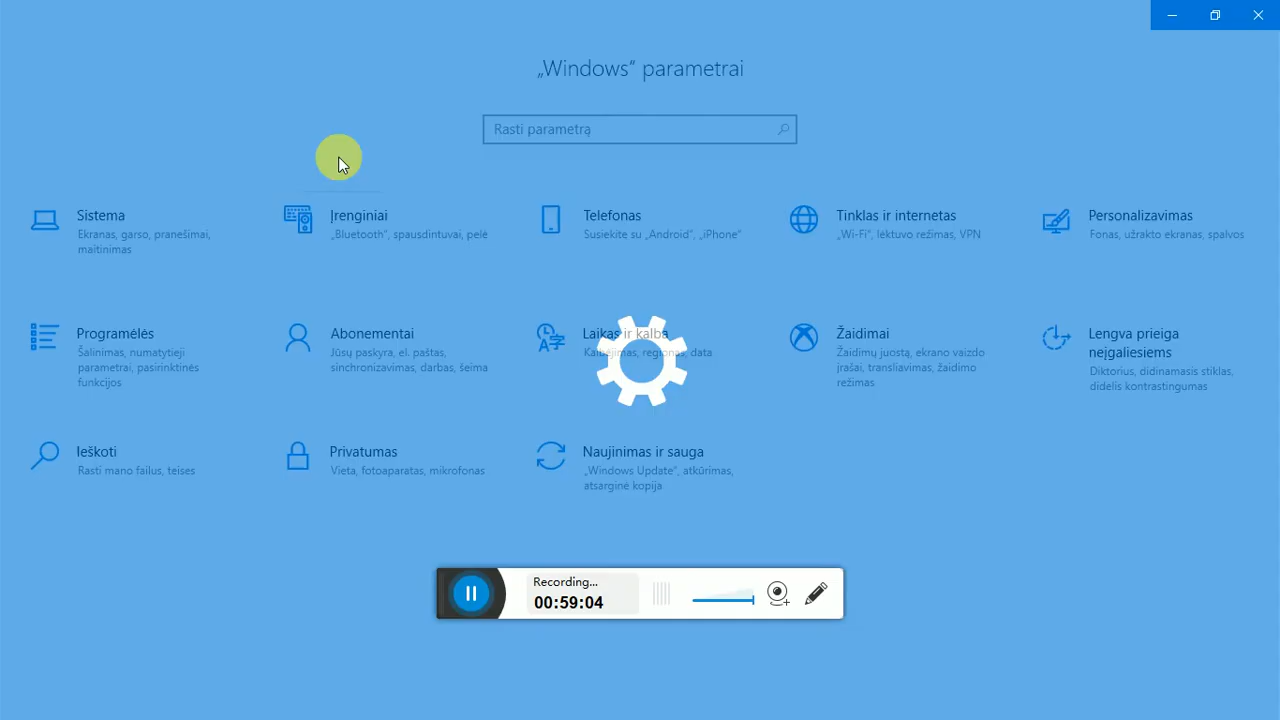 „Windows“ parametrai
Rasti parametrą
Sistema
Ekranas, garso, pranešimai,
maitinimas
Įrenginiai
„Bluetooth“, spausdintuvai, pelė
Telefonas
Susiekite su „Android“, „iPhone“
Tinklas ir internetas
„Wi-Fi“, lėktuvo režimas, VPN
Personalizavimas
Fonas, užrakto ekranas, spalvos
Programėlės
Šalinimas, numatytieji
parametrai, pasirinktinės
funkcijos
Abonementai
Jūsų paskyra, el. paštas,
sinchronizavimas, darbas, šeima
Laikas ir kalba
Kalbėjimas, regionas, data
Žaidimai
Žaidimų juostą, ekrano vaizdo
įrašai, transliavimas, žaidimo
režimas
Lengva prieiga
neįgaliesiems
Diktorius, didinamasis stiklas,
didelis kontrastingumas
Ieškoti
Rasti mano failus, teises
Privatumas
Vieta, fotoaparatas, mikrofonas
Naujinimas ir sauga
„Windows Update“, atkūrimas,
atsarginė kopija
Recording...
00:59:04